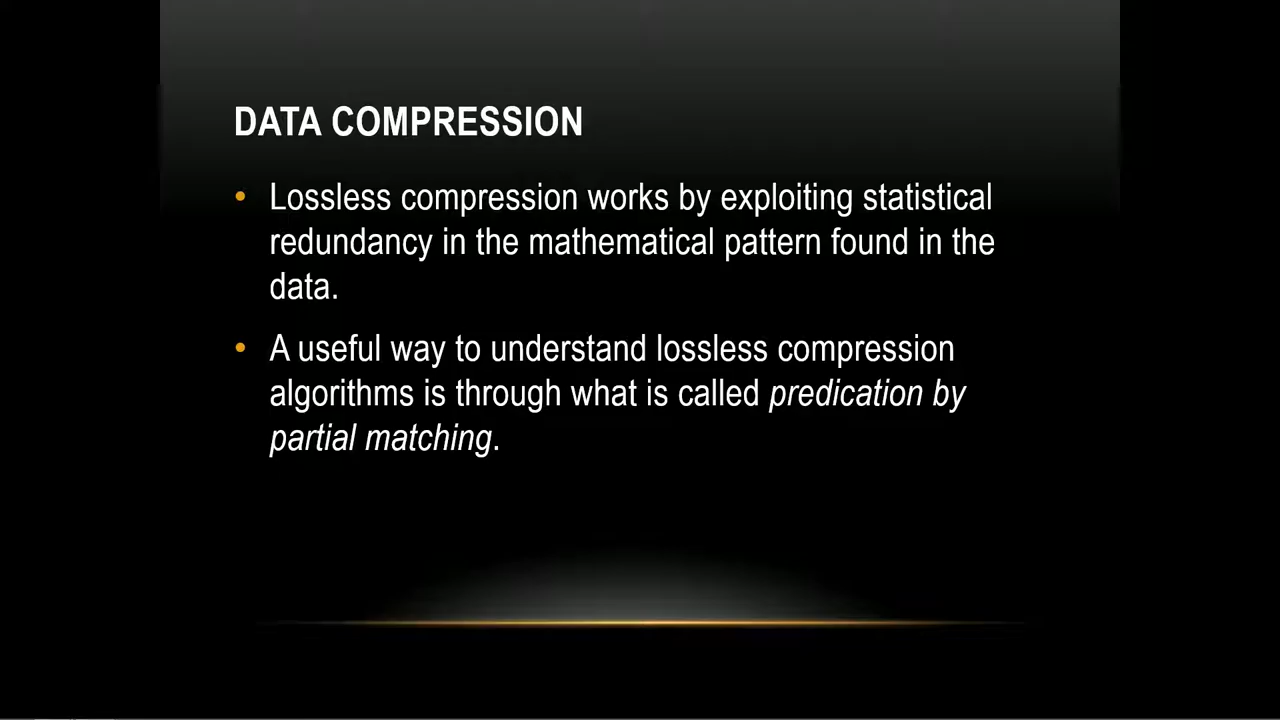 DATA COMPRESSION
• Lossless compression works by exploiting statistical
redundancy in the mathematical pattern found in the
data.
• A useful way to understand lossless compression
algorithms is through what is called predication by
partial matching.